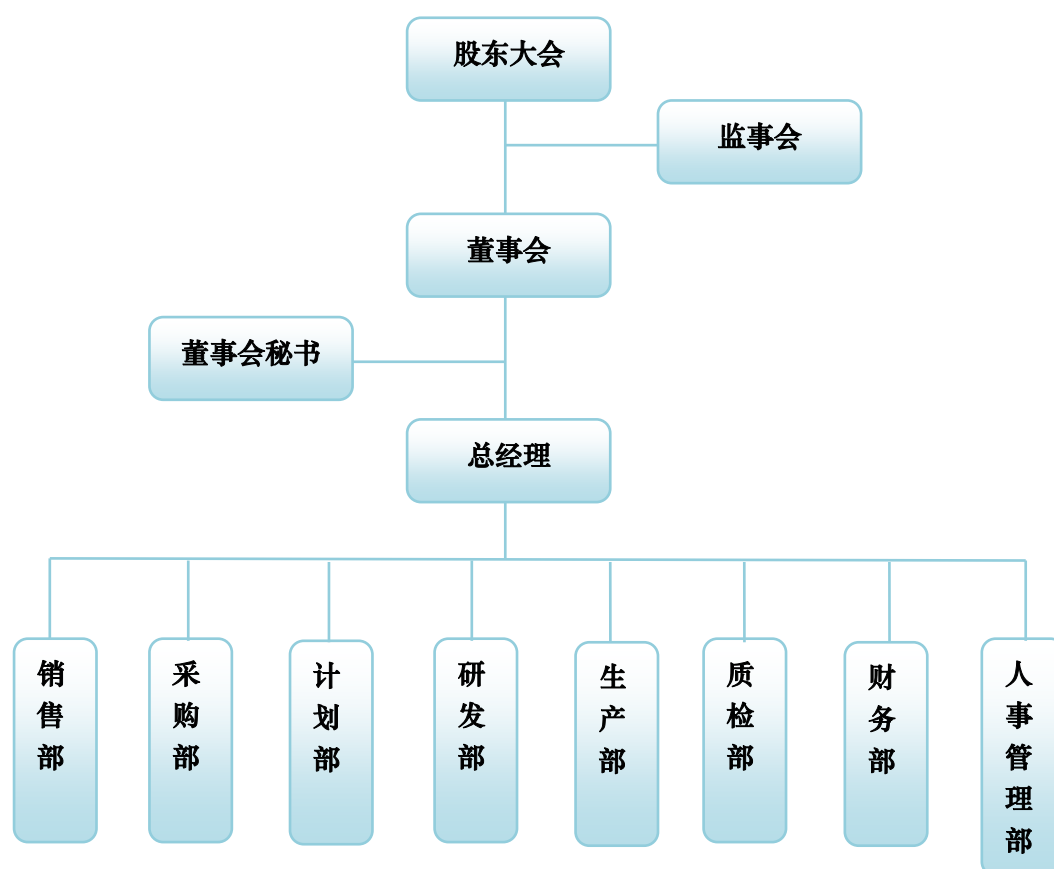 股东大会
监事会
董事会
董事会秘书
总经理
销售部
采购部
计划部
研发部
生产部
质检部
财务部
人事管理部